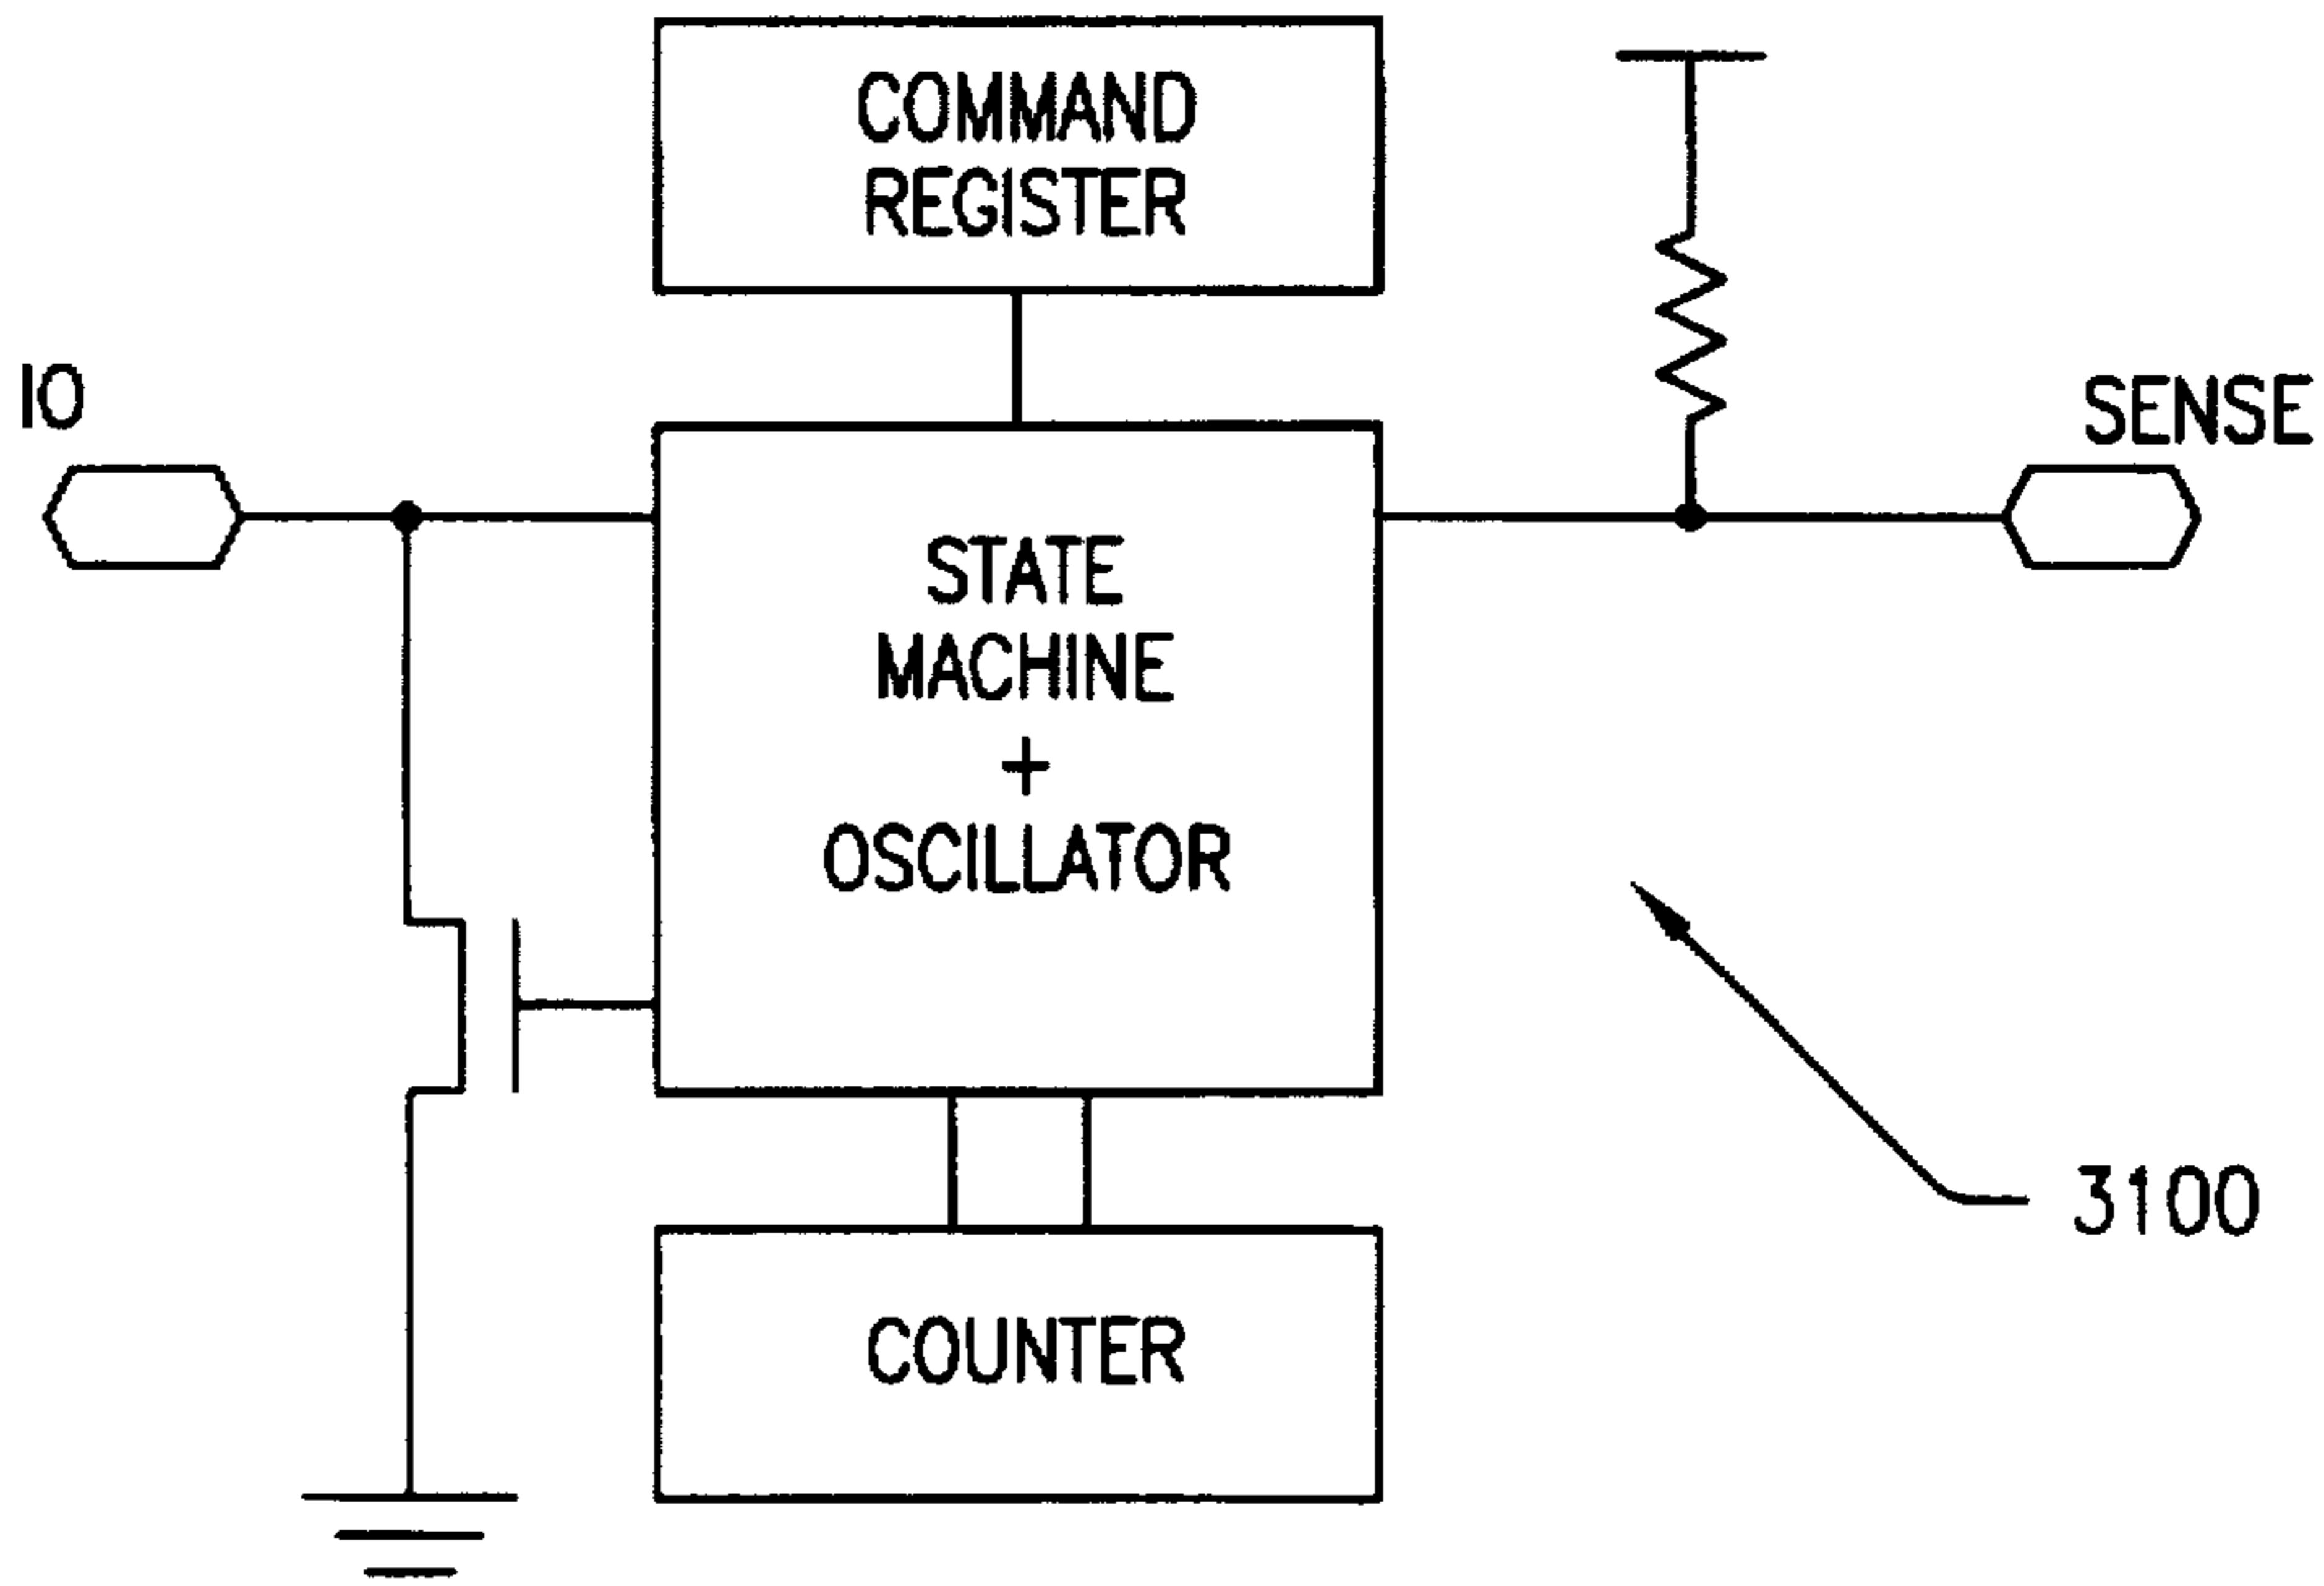 COMMAND
REGISTER
IO
SENSE
STATE
MACHINE
+
OSCILLATOR
3100
COUNTER